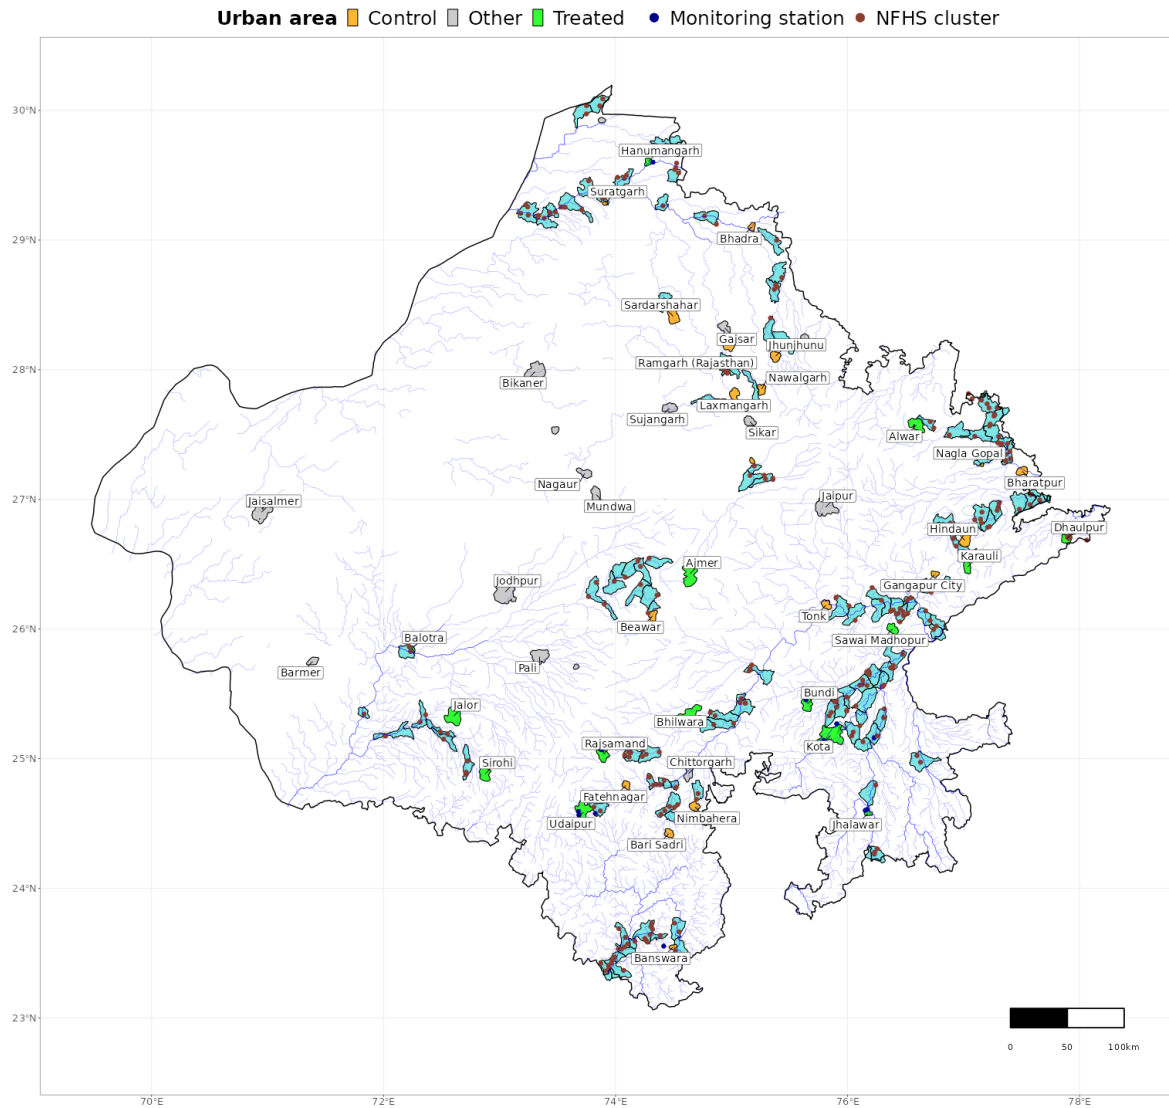 Urban area Control Other Treated Monitoring station NFHS cluster
30°N
Hanumangarh
Suratgarh
29°N
Bhadra
Sardarshahar
Gajsar
Jhunjhunu
Ramgarh (Rajasthan)
28°N
Bikaner
Nawalgarh
Laxmangarh
Sujangarh
Sikar
Alwar
Nagla Gopal
Nagaur
Bharatpur
Jaisalmer
Jaipur
27°N
Mundwa
Hindaun
Dhaulpur
Karauli
Ajmer
Jodhpur
Gangapur City
Tonk
26°N
Beawar
Balotra
Sawai Madhopur
Pali
Barmer
Bundi
Jalor
Bhilwara
Rajsamand
Kota
25°N
Sirohi
Chittorgarh
Fatehnagar
Udaipur
Nimbahera
Jhalawar
Bari Sadri
24°N
Banswara
23°N
0 50 100km
70°E 72°E 74°E 76°E 78°E